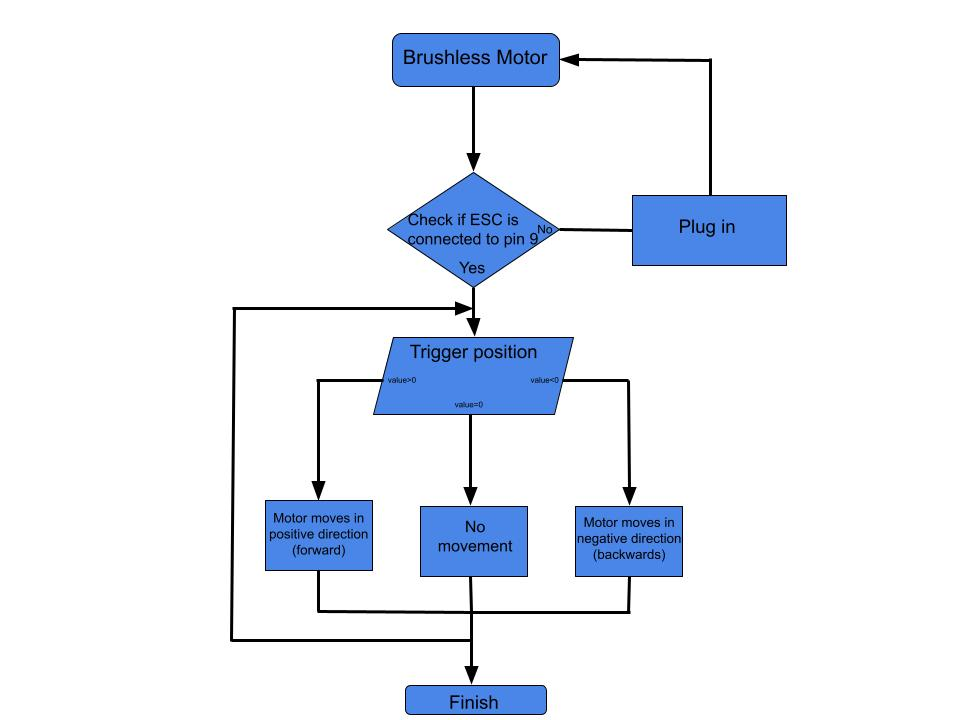 Brushless Motor
Check if ESC is
connected to pin 9
No
Yes
Plug in
Trigger position
value>0
value<0
value=0
Motor moves in
positive direction
(forward)
No
movement
Motor moves in
negative direction
(backwards)
Finish